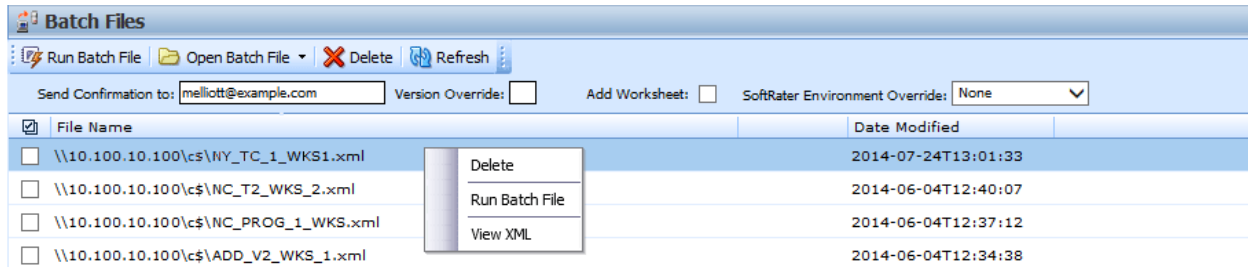 Batch Files
Run Batch File Open Batch File Delete Refresh
Send Confirmation to: melliott@example.com Version Override: Add Worksheet: SoftRater Environment Override: None
File Name Date Modified
\\10.100.10.100\c$\NY_TC_1_WKS1.xml 2014-07-24T13:01:33
Delete
\\10.100.10.100\c$\NC_T2_WKS_2.xml 2014-06-04T12:40:07
Run Batch File
\\10.100.10.100\c$\NC_PROG_1_WKS.xml 2014-06-04T12:37:12
View XML
\\10.100.10.100\c$\ADD_V2_WKS_1.xml 2014-06-04T12:34:38